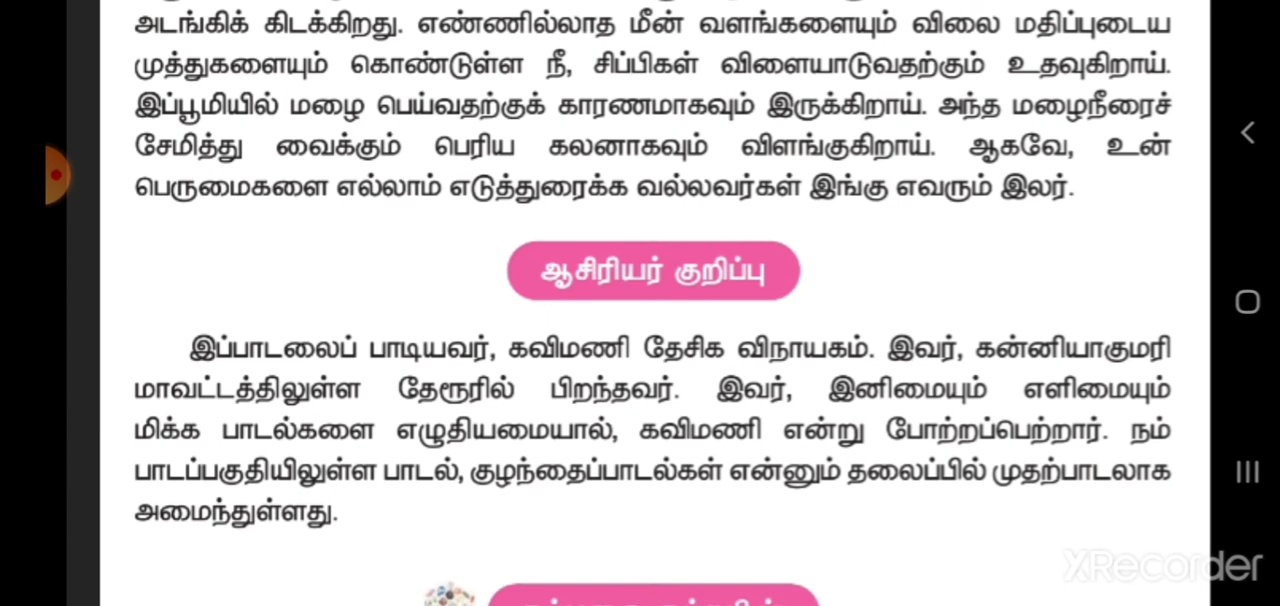 அடங்கிக் கிடக்கிறது. எண்ணில்லாத மீன் வளங்களையும் விலை மதிப்புடைய
முத்துகளையும் கொண்டுள்ள நீ, சிப்பிகள் விளையாடுவதற்கும் உதவுகிறாய்.
இப்பூமியில் மழை பெய்வதற்குக் காரணமாகவும் இருக்கிறாய். அந்த மழைநீரைச்
சேமித்து வைக்கும் பெரிய கலனாகவும் விளங்குகிறாய். ஆகவே, உன்
பெருமைகளை எல்லாம் எடுத்துரைக்க வல்லவர்கள் இங்கு எவரும் இலர்.
ஆசிரியர் குறிப்பு
இப்பாடலைப் பாடியவர், கவிமணி தேசிக விநாயகம். இவர், கன்னியாகுமரி
மாவட்டத்திலுள்ள தேரூரில் பிறந்தவர். இவர், இனிமையும் எளிமையும்
மிக்க பாடல்களை எழுதியமையால், கவிமணி என்று போற்றப்பெற்றார். நம்
பாடப்பகுதியிலுள்ள பாடல், குழந்தைப்பாடல்கள் என்னும் தலைப்பில் முதற்பாடலாக
அமைந்துள்ளது.
XRecorder